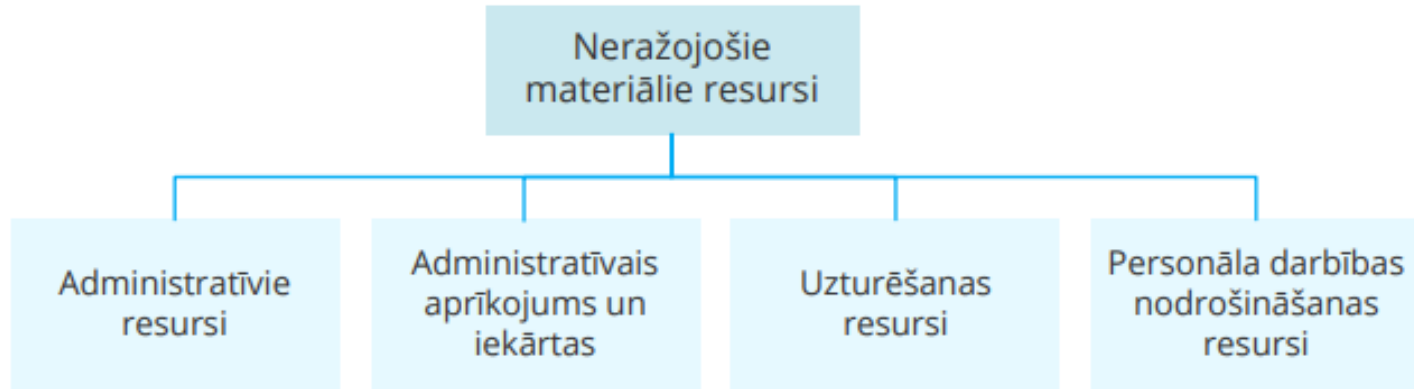 Neražojošie
materiālie resursi
Administratīvie
resursi
Administratīvais
aprīkojums un
iekārtas
Uzturēšanas
resursi
Personāla darbības
nodrošināšanas
resursi